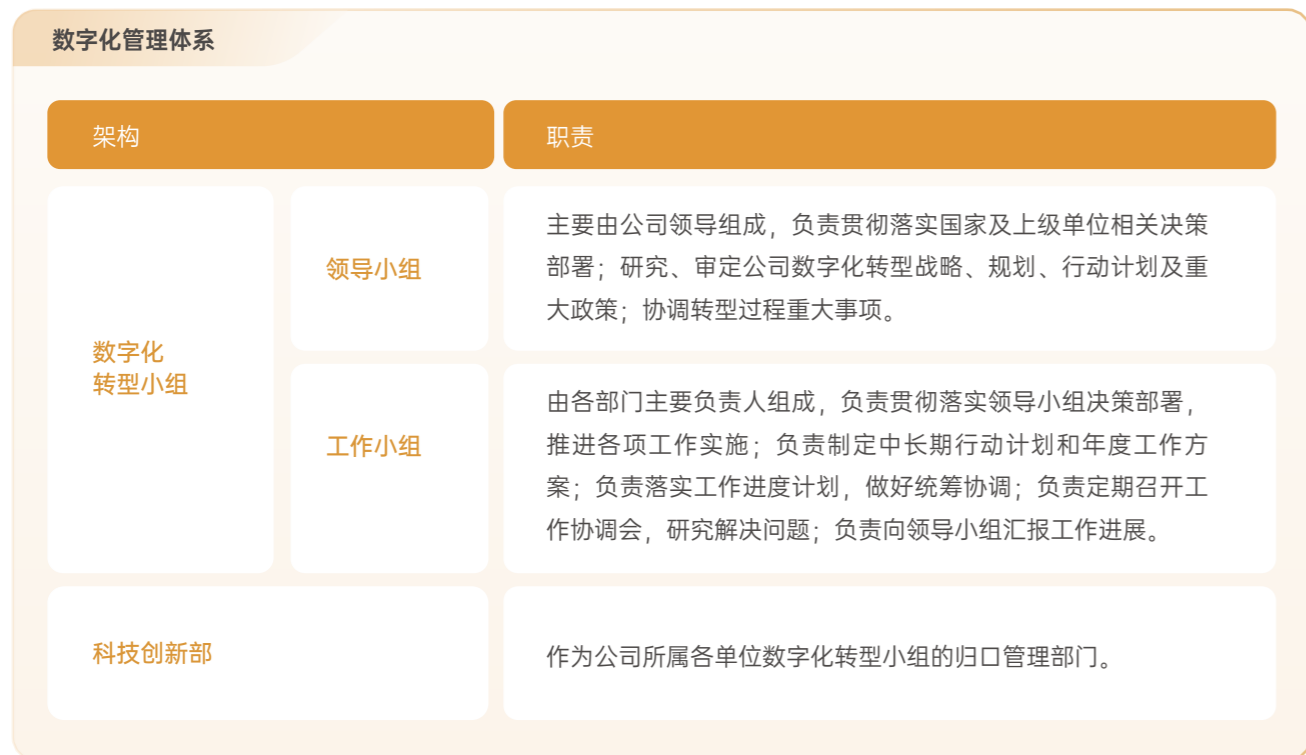 数字化管理体系
架构
职责
数字化
转型小组
领导小组
主要由公司领导组成，负责贯彻落实国家及上级单位相关决策
部署；研究、审定公司数字化转型战略、规划、行动计划及重
大政策；协调转型过程重大事项。
工作小组
由各部门主要负责人组成，负责贯彻落实领导小组决策部署，
推进各项工作实施；负责制定中长期行动计划和年度工作方
案；负责落实工作进度计划，做好统筹协调；负责定期召开工
作协调会，研究解决问题；负责向领导小组汇报工作进展。
科技创新部
作为公司所属各单位数字化转型小组的归口管理部门。